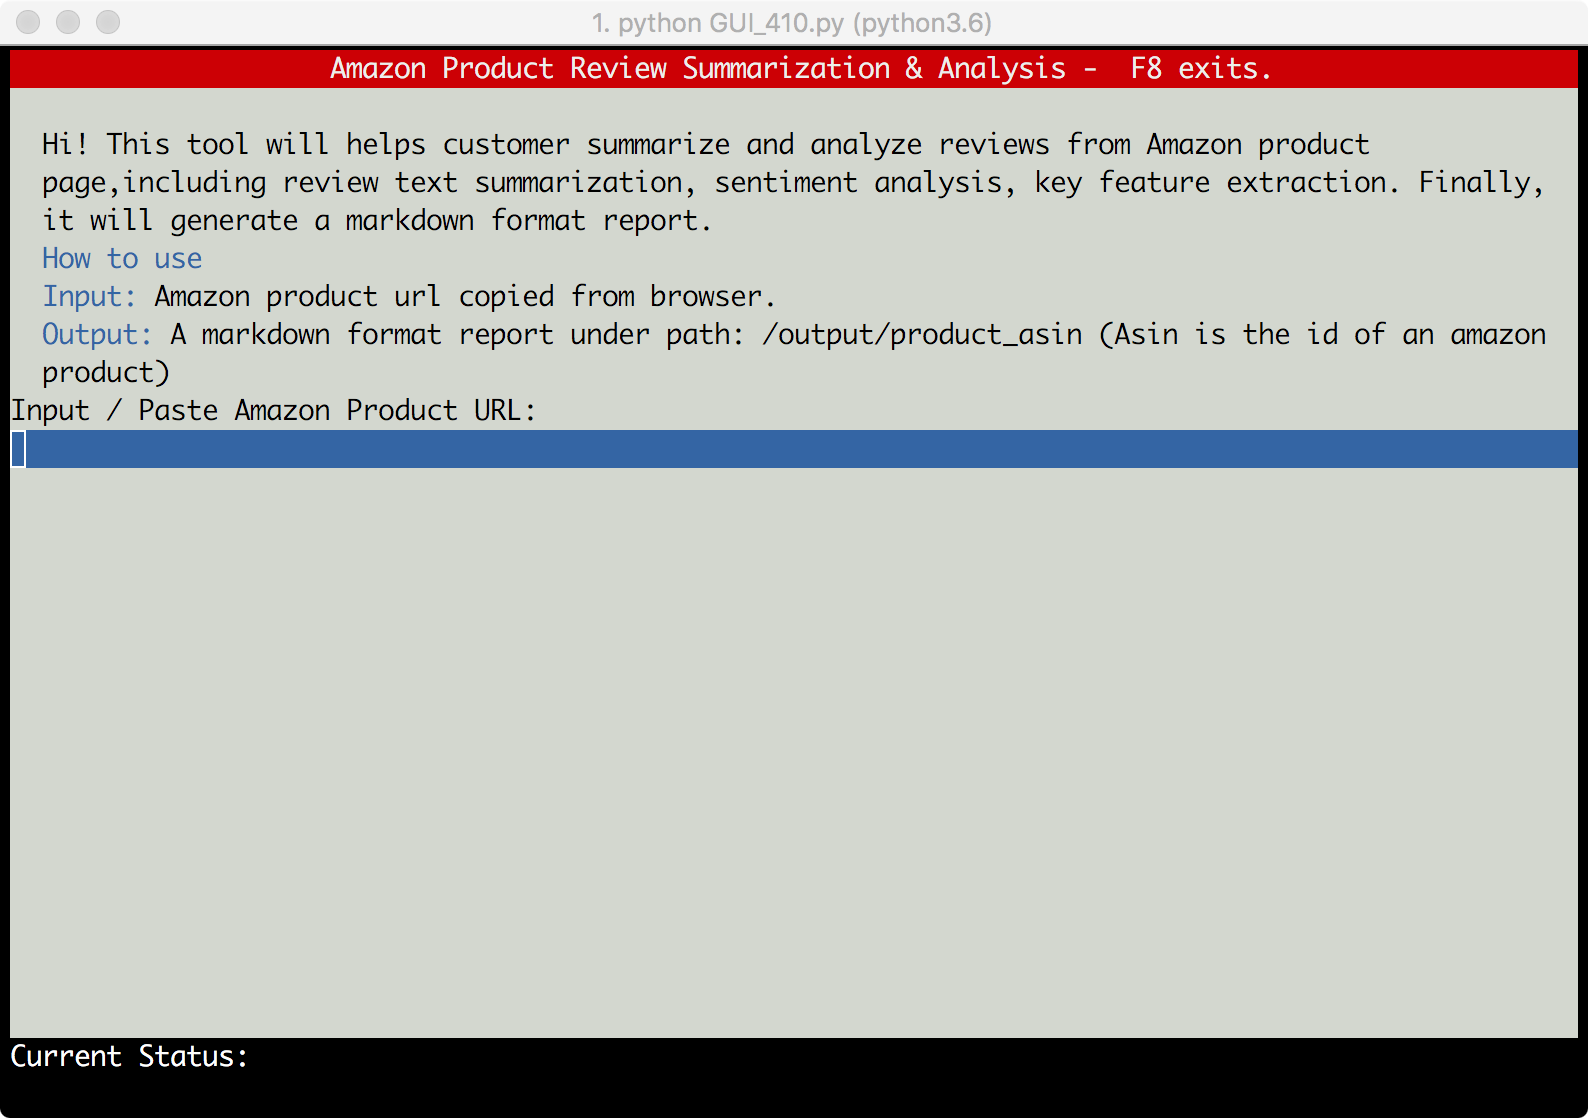 1. python GUI_410.py (python3.6)
Amazon Product Review Summarization & Analysis -  F8 exits.
Hi! This tool will helps customer summarize and analyze reviews from Amazon product
page,including review text summarization, sentiment analysis, key feature extraction. Finally,
it will generate a markdown format report.
How to use
Input: Amazon product url copied from browser.
Output: A markdown format report under path: /output/product_asin (Asin is the id of an amazon
product)
Input / Paste Amazon Product URL:
Current Status: